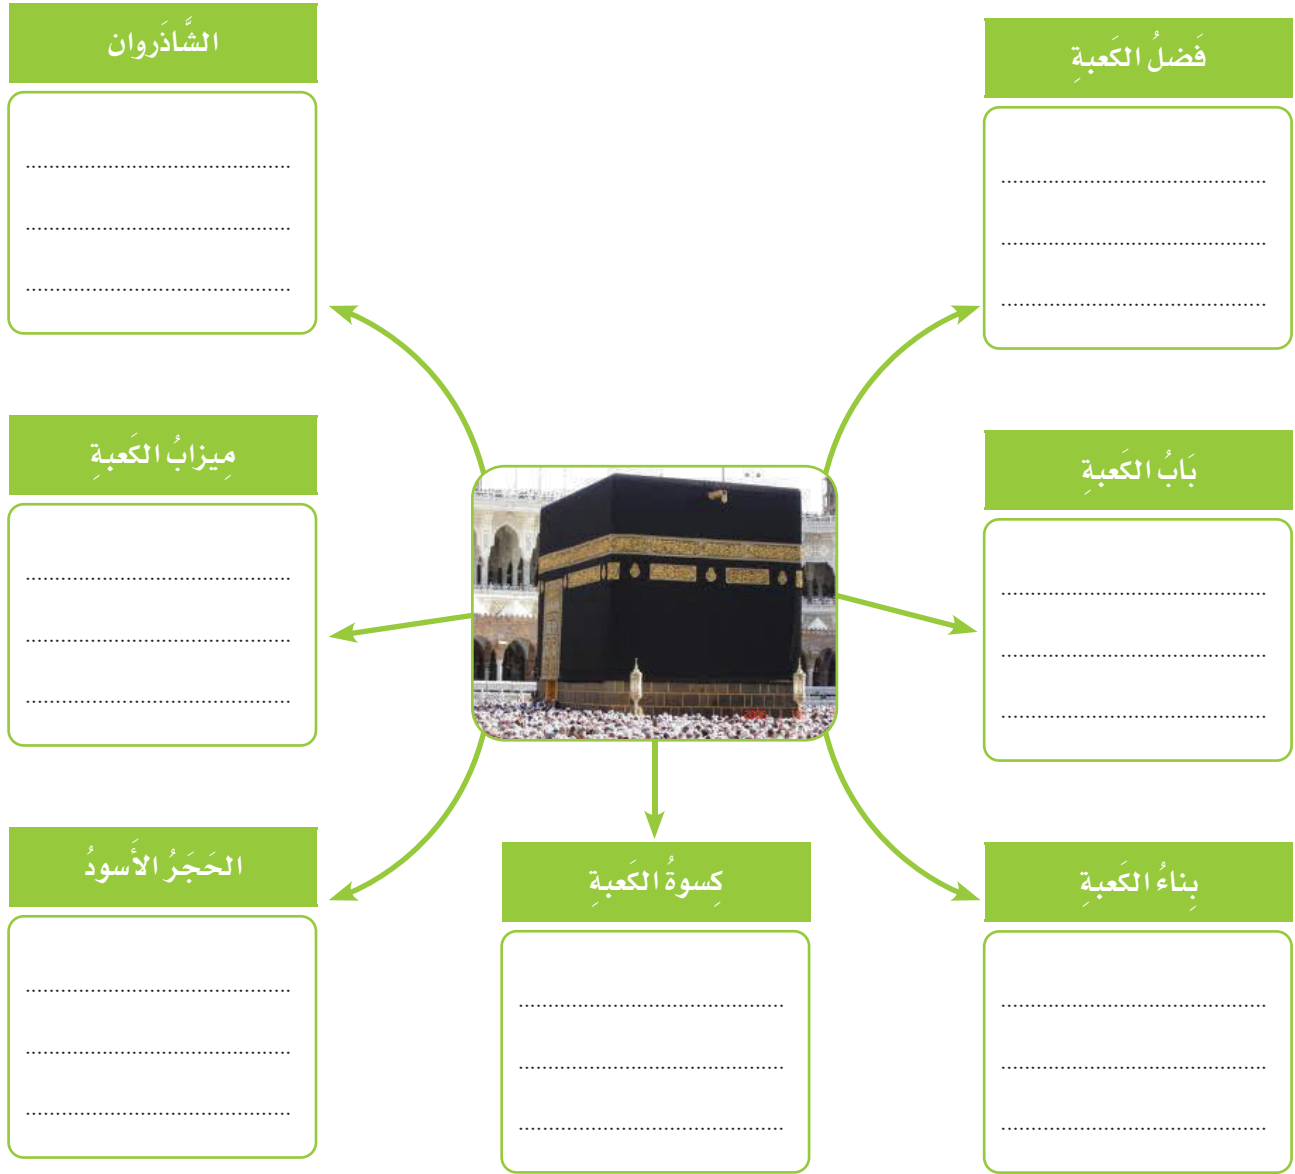 فَضلُ الكَعبةِ
الشَّاذَروان
بَابُ الكَعبةِ
مِيزابُ الكَعبةِ
بِناءُ الكَعبةِ
كِسوةُ الكَعبةِ
الحَجَرُ الأَسودُ